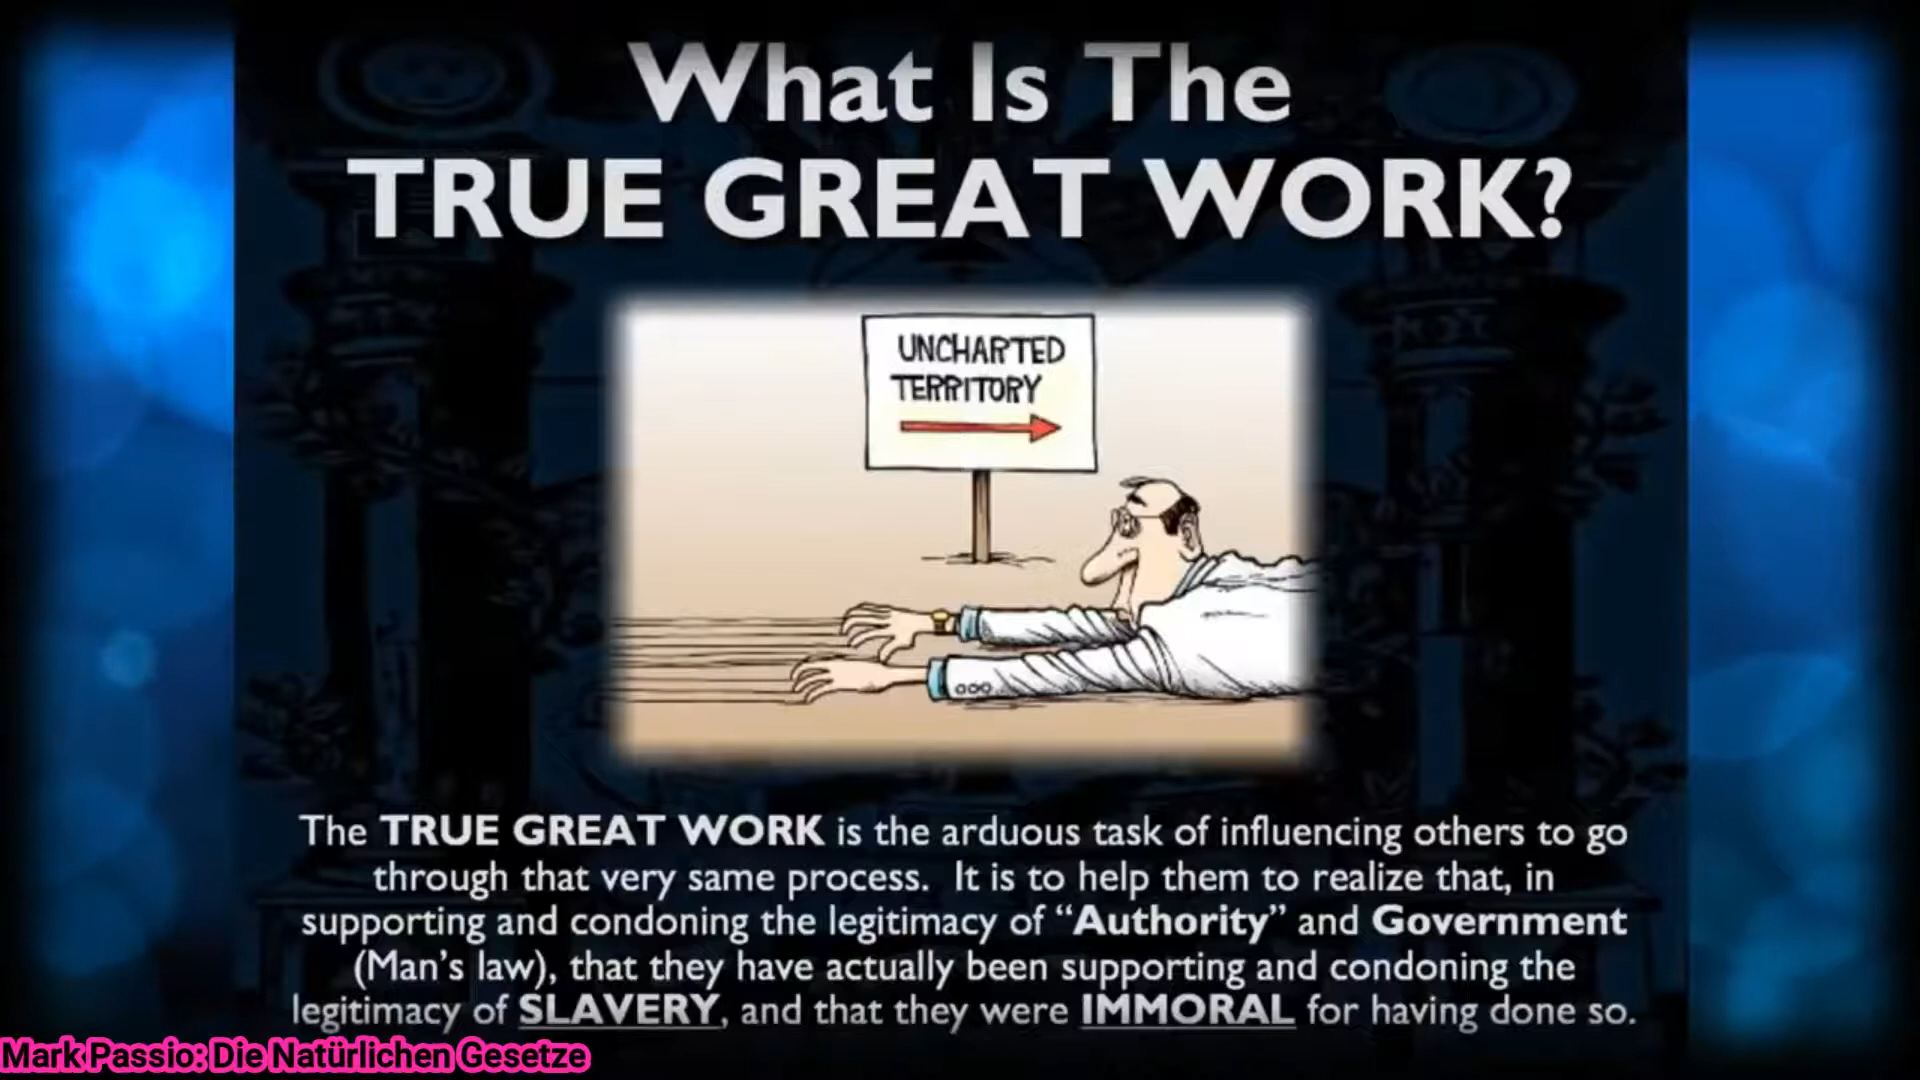 What Is The
TRUE GREAT WORK?
UNCHARTED
TERRITORY
The TRUE GREAT WORK is the arduous task of influencing others to go
through that very same process.  It is to help them to realize that, in
supporting and condoning the legitimacy of “Authority” and Government
(Man’s law), that they have actually been supporting and condoning the
legitimacy of SLAVERY, and that they were IMMORAL for having done so.
Mark Passio: Die Natürlichen Gesetze